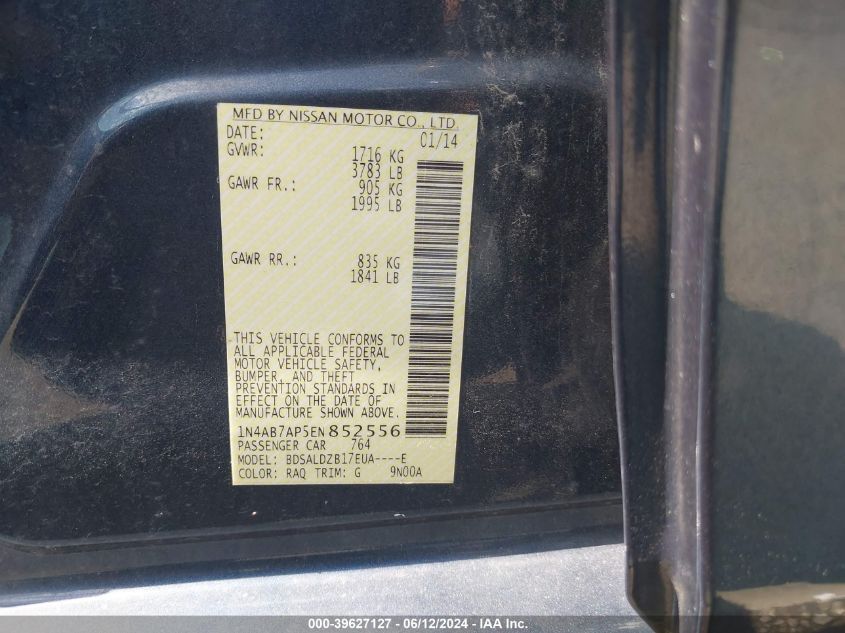 MFD BY NISSAN MOTOR CO., LTD.
DATE: 01/14
GVWR: 1716 KG
3783 LB
GAWR FR.: 905 KG
1995 LB
GAWR RR.: 835 KG
1841 LB
THIS VEHICLE CONFORMS TO
ALL APPLICABLE FEDERAL
MOTOR VEHICLE SAFETY,
BUMPER, AND THEFT
PREVENTION STANDARDS IN
EFFECT ON THE DATE OF
MANUFACTURE SHOWN ABOVE.
1N4AB7AP5EN852556
PASSENGER CAR 764
MODEL: BDSALDZB17EUA----E
COLOR: RAQ TRIM: G 9N00A
000-39627127 - 06/12/2024 - IAA Inc.